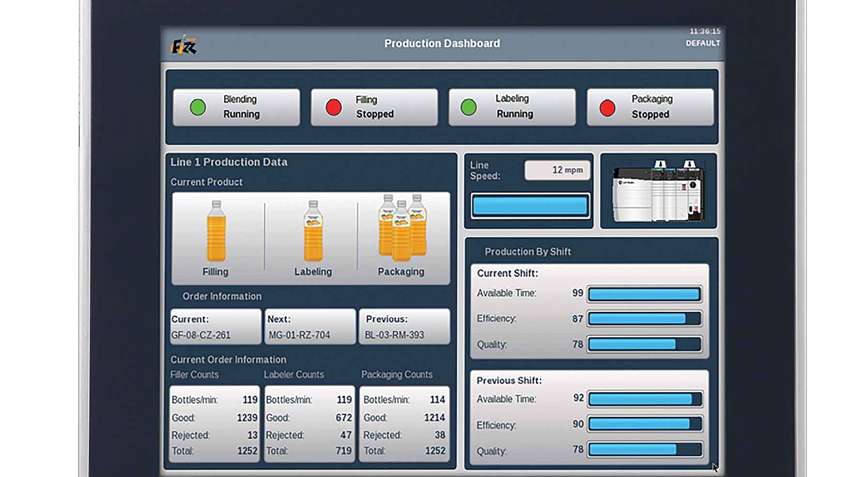 Fizz
11:36:15
Production Dashboard
DEFAULT
Blending
Running
Filling
Stopped
Labeling
Running
Packaging
Stopped
Line 1 Production Data
Current Product
Filling
Labeling
Packaging
Order Information
Current:
GF-08-CZ-261
Next:
MG-01-RZ-704
Previous:
BL-03-RM-393
Current Order Information
Filler Counts
Bottles/min: 119
Good: 1239
Rejected: 13
Total: 1252
Labeler Counts
Bottles/min: 119
Good: 672
Rejected: 47
Total: 719
Packaging Counts
Bottles/min: 114
Good: 1214
Rejected: 38
Total: 1252
Line
Speed:
12 mpm
Production By Shift
Current Shift:
Available Time: 99
Efficiency: 87
Quality: 78
Previous Shift:
Available Time: 92
Efficiency: 90
Quality: 78